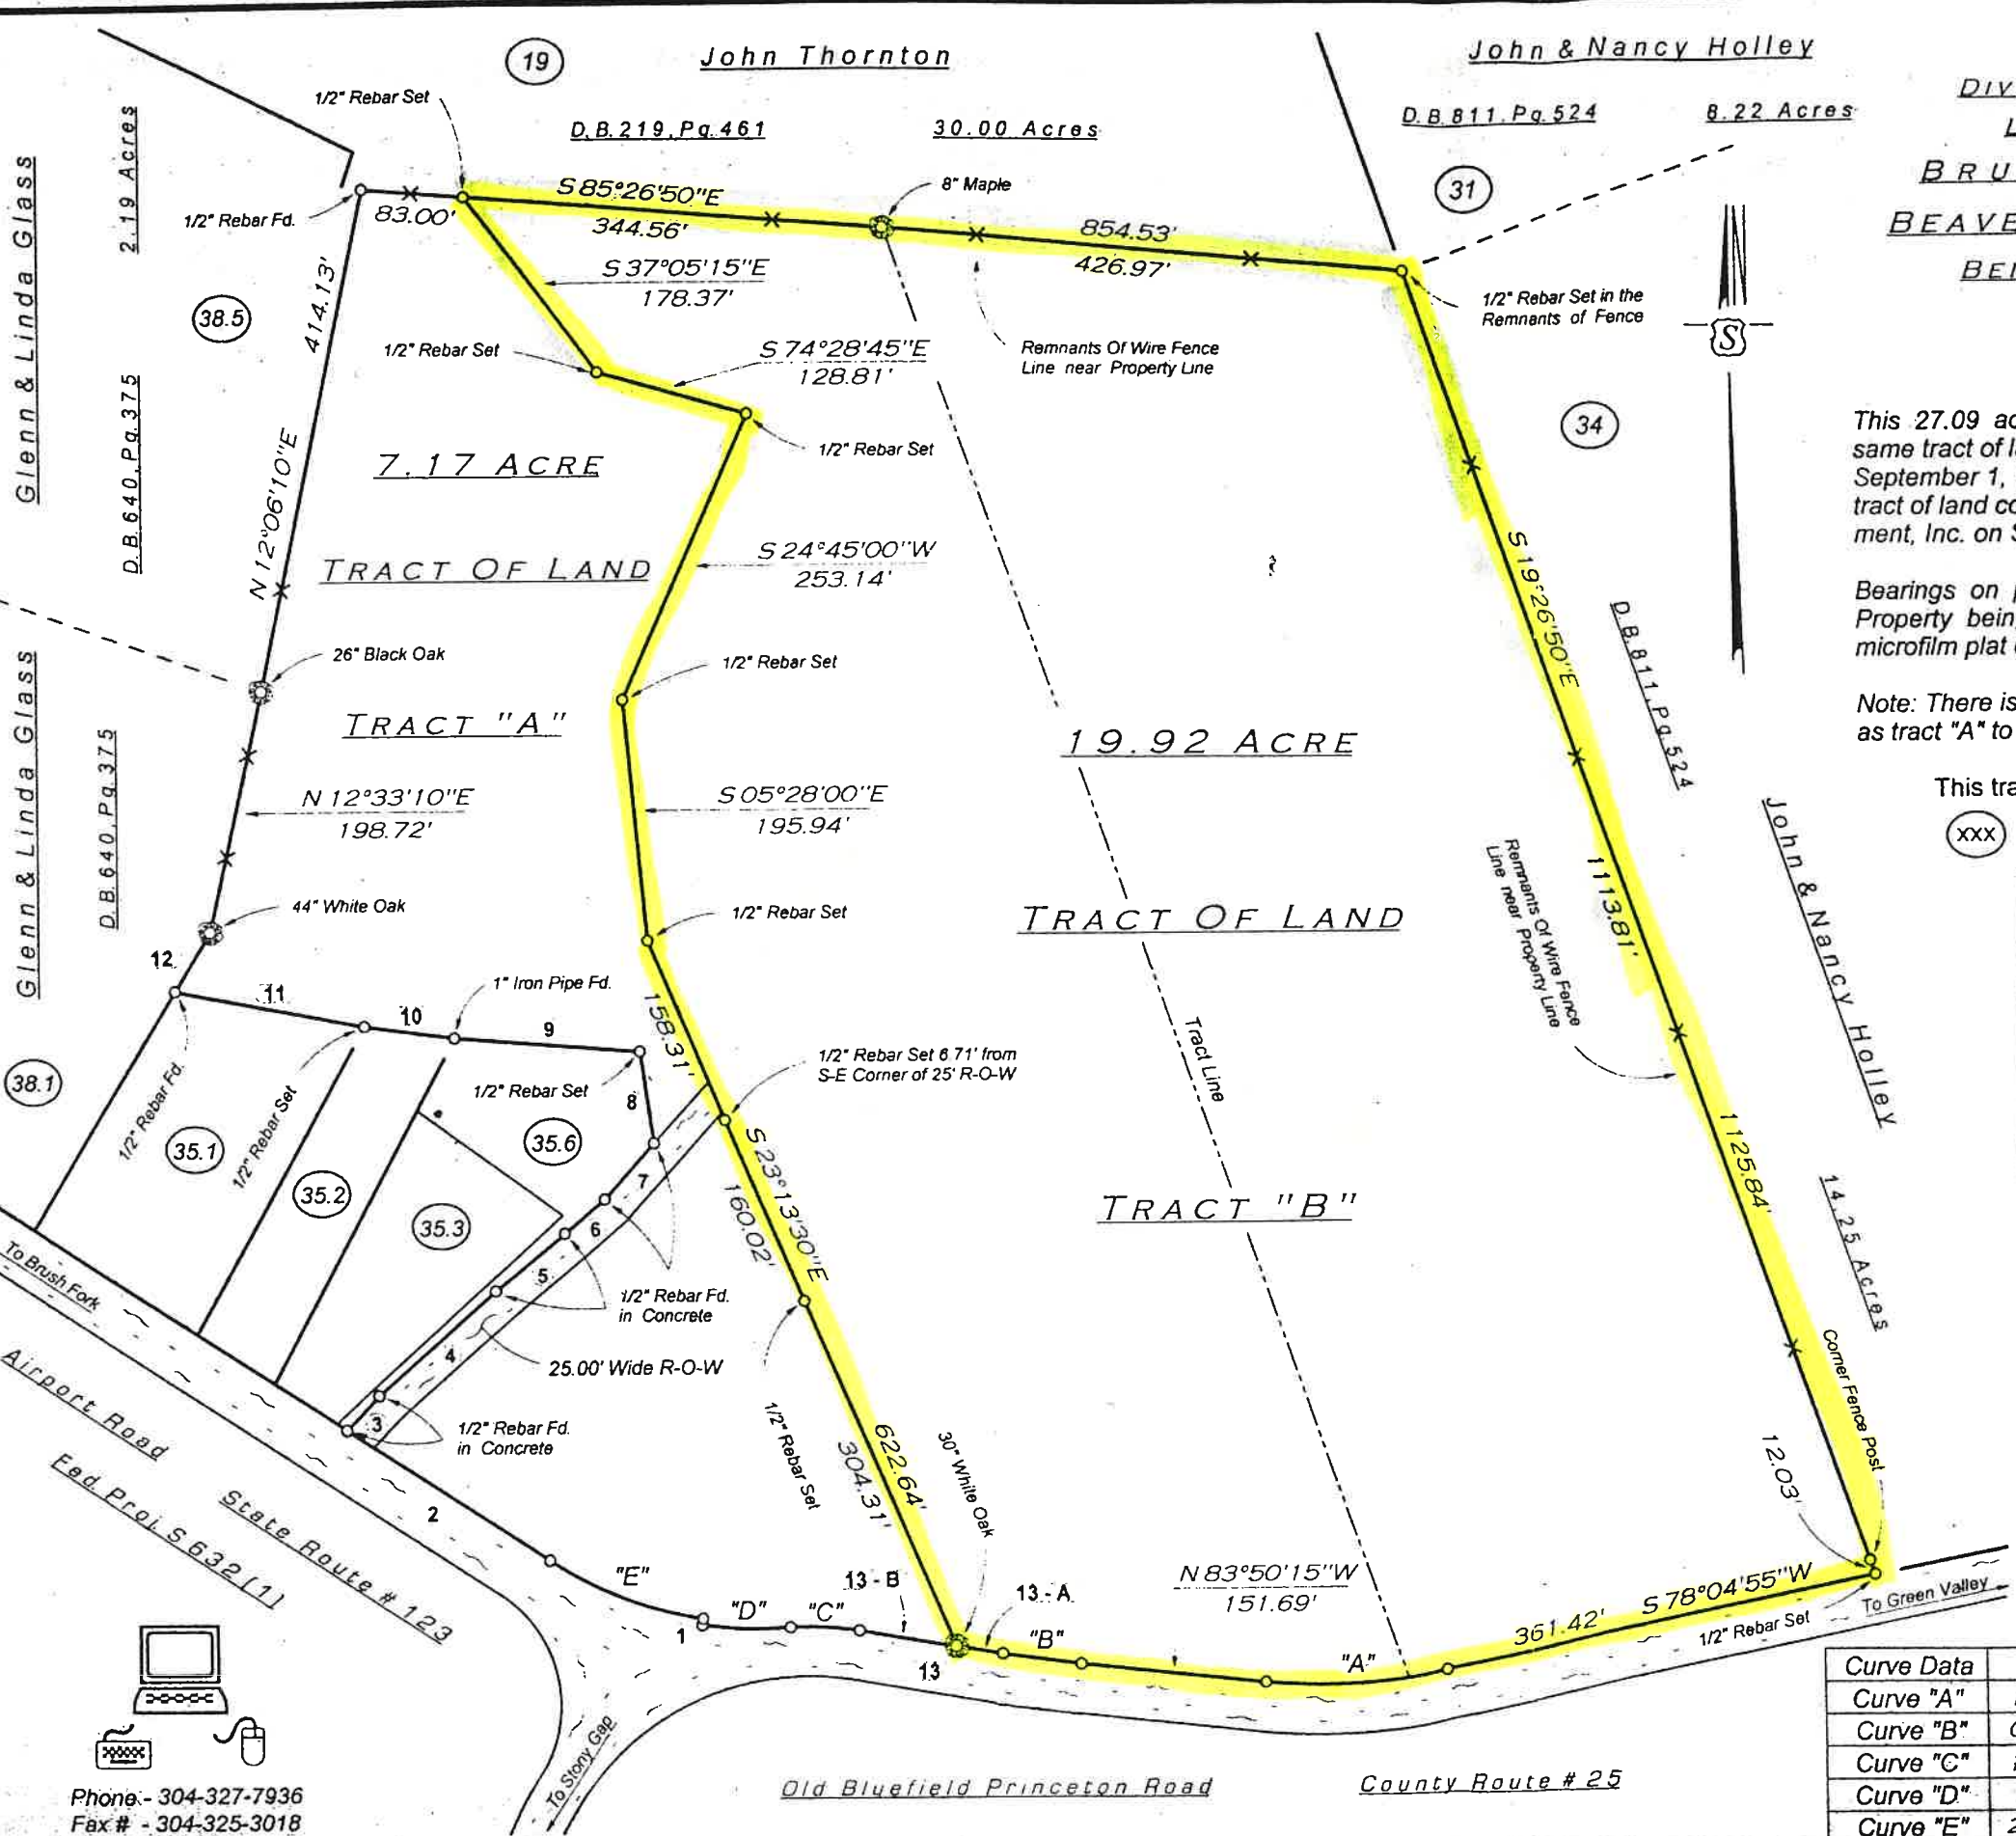 19
John Thornton
D.B. 219, Pg. 461
30.00 Acres
John & Nancy Holley
D.B. 811, Pg. 524
8.22 Acres
31
1/2" Rebar Set
1/2" Rebar Fd.
83.00'
S 85°26'50"E
344.56'
8" Maple
854.53'
426.97'
1/2" Rebar Set in the
Remnants of Fence
S
S 37°05'15"E
178.37'
1/2" Rebar Set
S 74°28'45"E
128.81'
Remnants Of Wire Fence
Line near Property Line
1/2" Rebar Set
Glenn & Linda Glass
2.19 Acres
D.B. 640, Pg. 375
38.5
414.13'
N 12°06'10"E
7.17 ACRE
TRACT OF LAND
TRACT "A"
S 24°45'00"W
253.14'
1/2" Rebar Set
26" Black Oak
34
S 19°26'50"E
D.B. 811, Pg. 524
1113.81'
DIV
L
BRU
BEAVE
BE
This 27.09 ac
same tract of l
September 1,
tract of land co
ment, Inc. on S
Bearings on
Property bein
microfilm plat
Note: There is
as tract "A" to
This tra
XXX
19.92 ACRE
TRACT OF LAND
TRACT "B"
Glenn & Linda Glass
D.B. 640, Pg. 375
N 12°33'10"E
198.72'
S 05°28'00"E
195.94'
44" White Oak
1/2" Rebar Set
12
11
10
9
8
1" Iron Pipe Fd.
158.31'
1/2" Rebar Set 6.71' from
S-E Corner of 25' R-O-W
Tract Line
Remnants Of Wire Fence
Line near Property Line
John & Nancy Holley
14.25 Acres
1125.84'
38.1
1/2" Rebar Fd.
1/2" Rebar Set
1/2" Rebar Set
35.1
35.2
35.3
35.6
7
6
5
4
3
S 23°13'30"E
160.02'
1/2" Rebar Fd.
in Concrete
25.00' Wide R-O-W
1/2" Rebar Fd.
in Concrete
1/2" Rebar Set
622.64'
304.31'
30" White Oak
Corner Fence Post
12.03'
To Brush Fork
Airport Road
Fed. Proj. S 632 (1)
State Route # 123
2
"E"
"D"
"C"
1
13 - B
13 - A
13
"B"
N 83°50'15"W
151.69'
"A"
361.42'
S 78°04'55"W
1/2" Rebar Set
To Green Valley
To Stony Gap
Old Bluefield Princeton Road
County Route # 25
Phone:- 304-327-7936
Fax # - 304-325-3018
Curve Data
Curve "A"
Curve "B"
Curve "C"
Curve "D"
Curve "E"